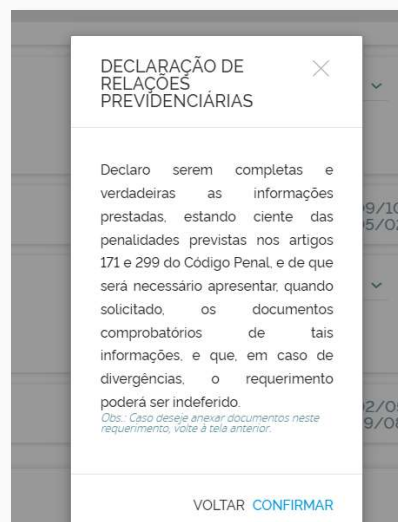 DECLARAÇÃO DE
RELAÇÕES
PREVIDENCIÁRIAS
Declaro serem completas e
verdadeiras as informações
prestadas, estando ciente das
penalidades previstas nos artigos
171 e 299 do Código Penal, e de que
será necessário apresentar, quando
solicitado, os documentos
comprobatórios de tais
informações, e que, em caso de
divergências, o requerimento
poderá ser indeferido.
Obs.: Caso deseje anexar documentos neste
requerimento, volte à tela anterior.
VOLTAR CONFIRMAR